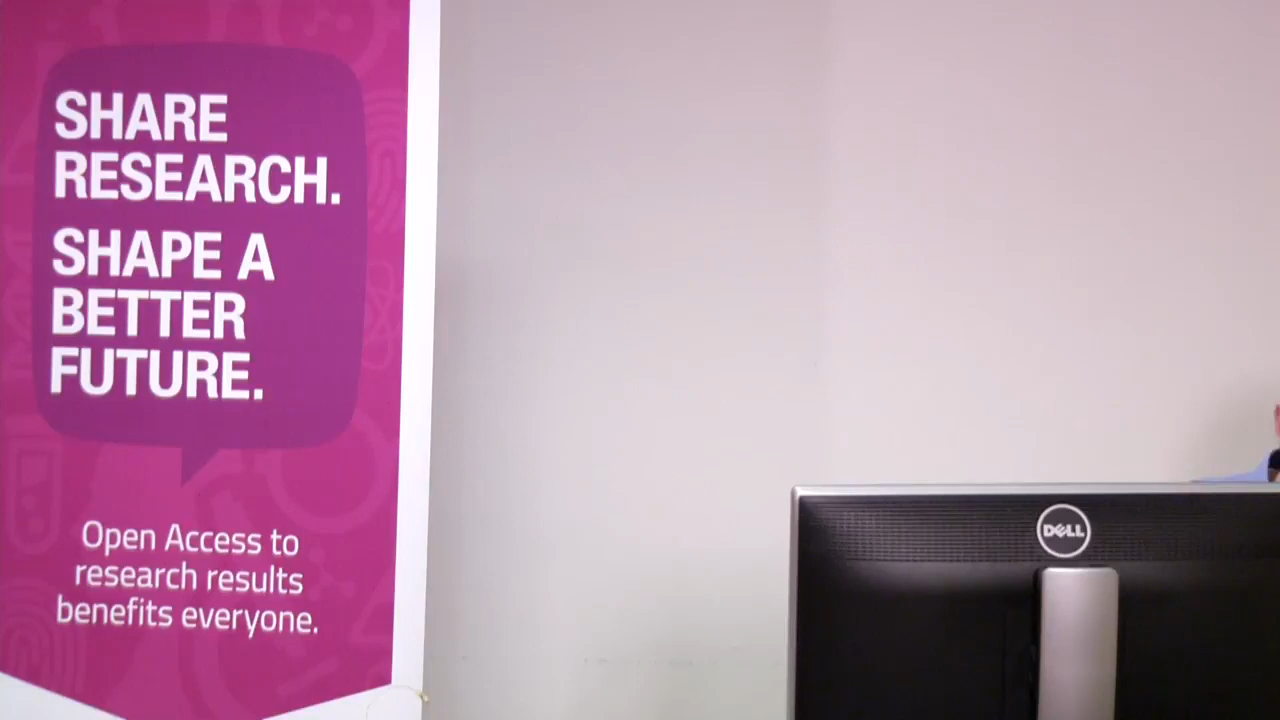 SHARE
RESEARCH.
SHAPE A
BETTER
FUTURE.
Open Access to
research results
benefits everyone.
DELL